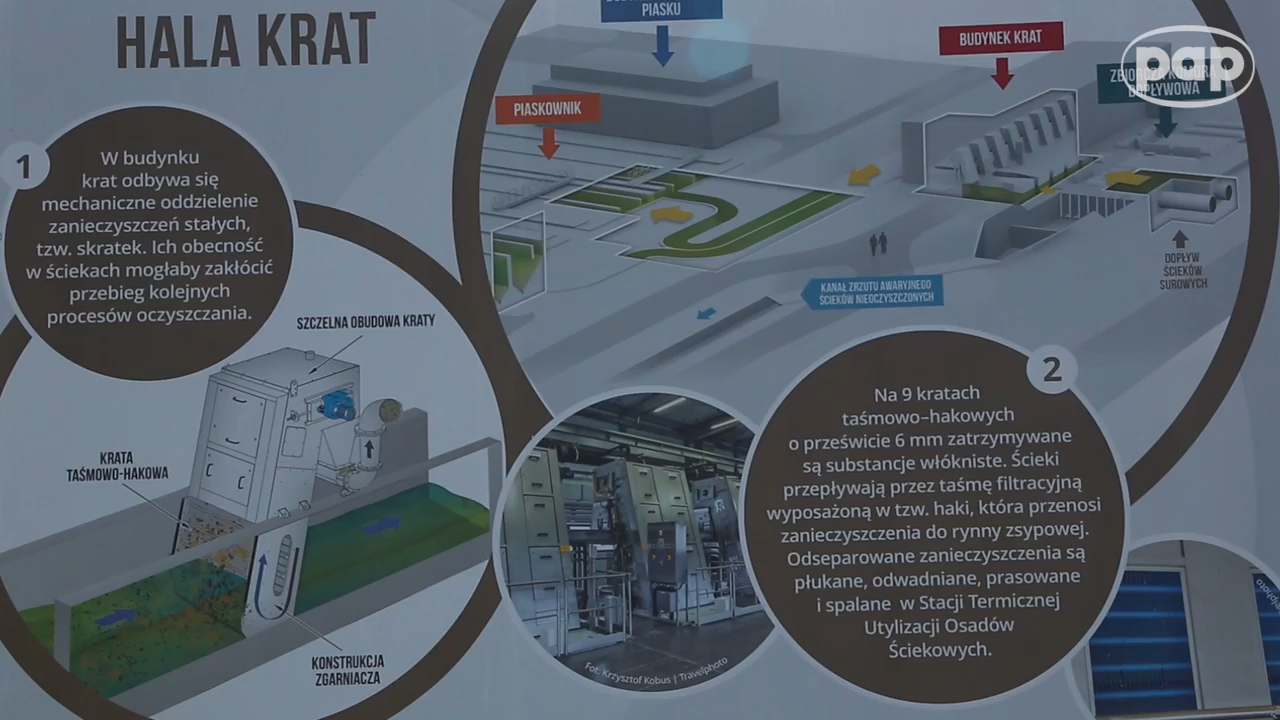 HALA KRAT
1
W budynku
krat odbywa się
mechaniczne oddzielenie
zanieczyszczeń stałych,
tzw. skratek. Ich obecność
w ściekach mogłaby zakłócić
przebieg kolejnych
procesów oczyszczania.
SZCZELNA OBUDOWA KRATY
KRATA
TAŚMOWO-HAKOWA
KONSTRUKCJA
ZGARNIACZA
PIASKU
PIASKOWNIK
BUDYNEK KRAT
pap
DOPŁYWOWA
DOPŁYW
ŚCIEKÓW
SUROWYCH
KANAŁ ZRZUTU AWARYJNEGO
ŚCIEKÓW NIEOCZYSZCZONYCH
2
Na 9 kratach
taśmowo–hakowych
o prześwicie 6 mm zatrzymywane
są substancje włókniste. Ścieki
przepływają przez taśmę filtracyjną
wyposażoną w tzw. haki, która przenosi
zanieczyszczenia do rynny zsypowej.
Odseparowane zanieczyszczenia są
płukane, odwadniane, prasowane
i spalane w Stacji Termicznej
Utylizacji Osadów
Ściekowych.
Fot. Krzysztof Kobus | Travelphoto